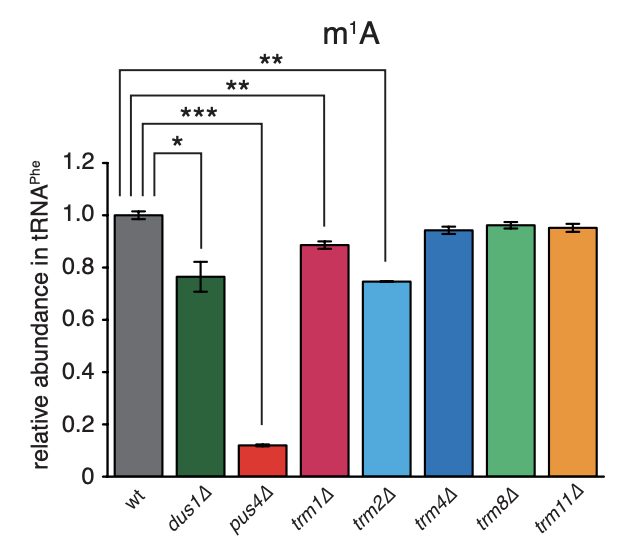 m¹A
**
**
***
*
relative abundance in tRNAᴾʰᵉ
1.2
1.0
0.8
0.6
0.4
0.2
0
wt
dus1Δ
pus4Δ
trm1Δ
trm2Δ
trm4Δ
trm8Δ
trm11Δ